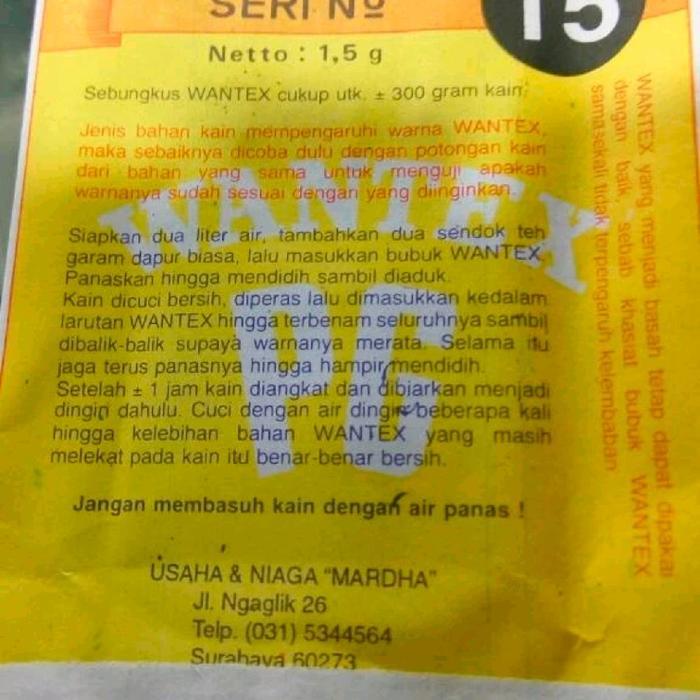 SERI Nº
15
Netto : 1,5 g
Sebungkus WANTEX cukup utk. ± 300 gram kain.
Jenis bahan kain mempengaruhi warna WANTEX,
maka sebaiknya dicoba dulu dengan potongan kain
dari bahan yang sama untuk menguji apakah
warnanya sudah sesuai dengan yang diinginkan.
WANTEX
PG
Siapkan dua liter air, tambahkan dua sendok teh
garam dapur biasa, lalu masukkan bubuk WANTEX.
Panaskan hingga mendidih sambil diaduk.
Kain dicuci bersih, diperas lalu dimasukkan kedalam
larutan WANTEX hingga terbenam seluruhnya sambil
dibalik-balik supaya warnanya merata. Selama itu
jaga terus panasnya hingga hampir mendidih.
Setelah ± 1 jam kain diangkat dan dibiarkan menjadi
dingin dahulu. Cuci dengan air dingin beberapa kali
hingga kelebihan bahan WANTEX yang masih
melekat pada kain itu benar-benar bersih.
Jangan membasuh kain dengan air panas !
USAHA & NIAGA "MARDHA"
Jl. Ngaglik 26
Telp. (031) 5344564
Surabaya 60273
WANTEX yang menjadi basah tetap dapat dipakai
dengan baik, sebab khasiat bubuk WANTEX
samasekali tidak terpengaruh kelembaban